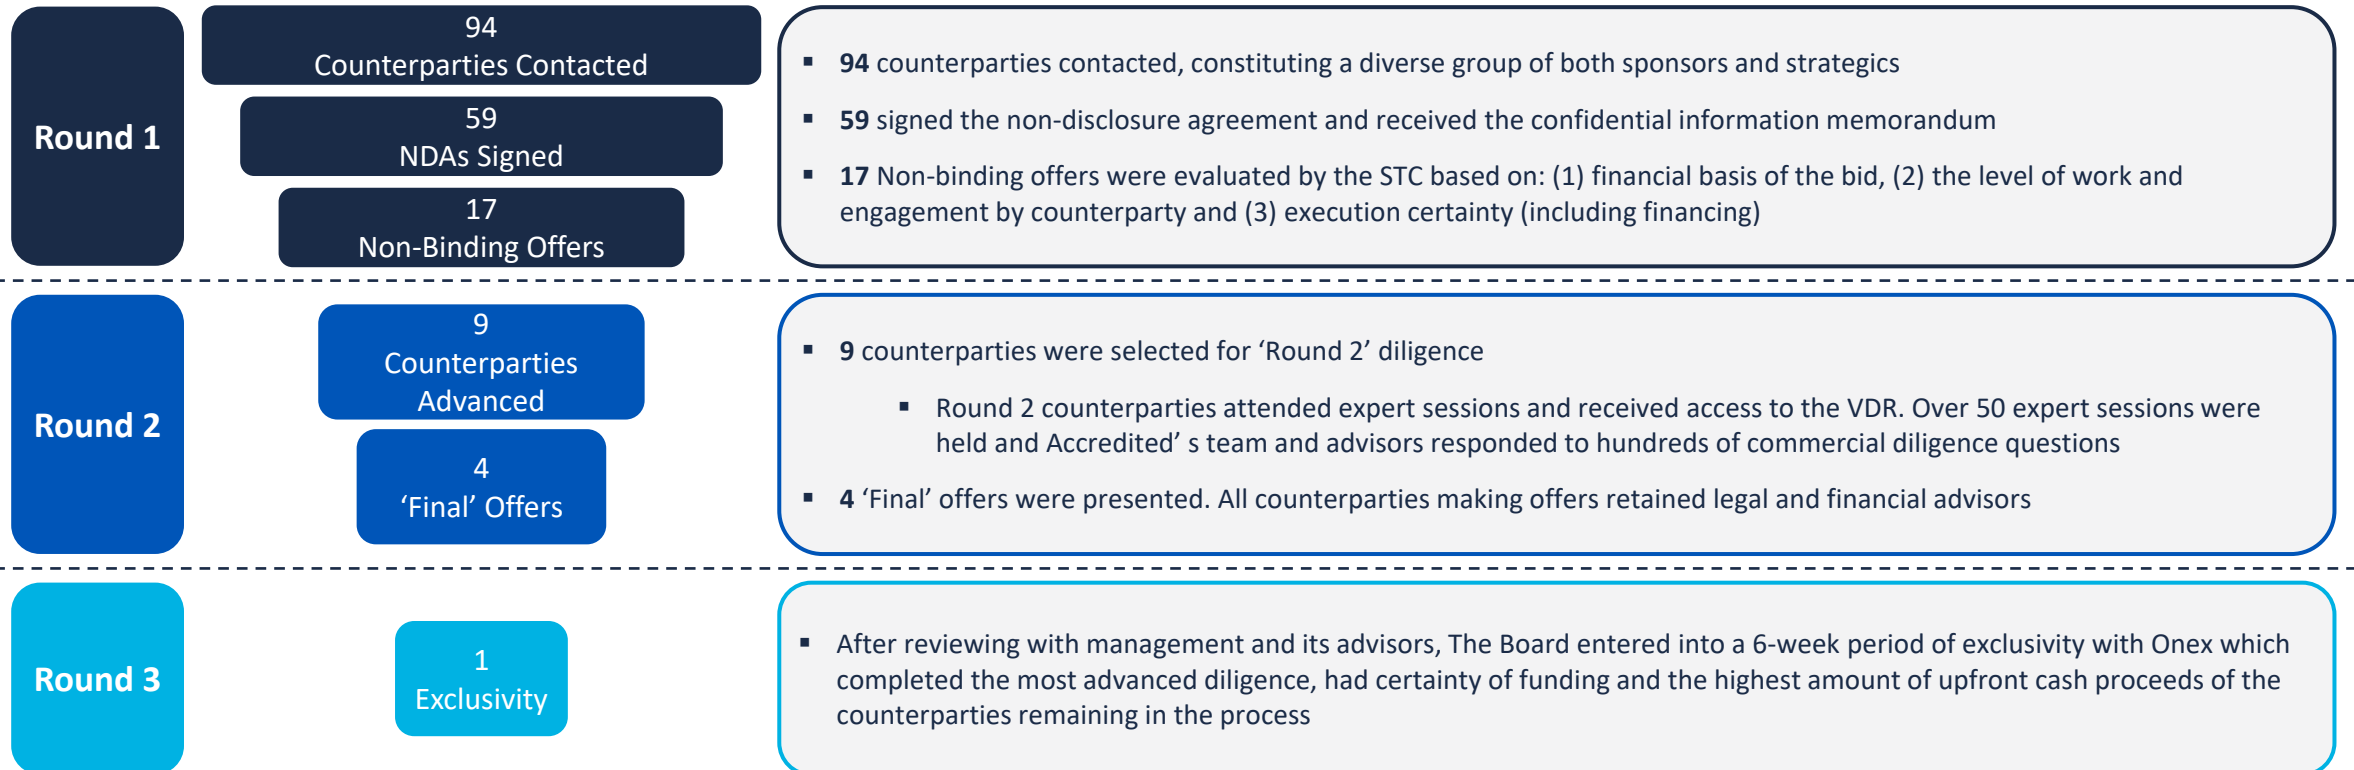 Round 1
94
Counterparties Contacted
59
NDAs Signed
17
Non-Binding Offers
▪ 94 counterparties contacted, constituting a diverse group of both sponsors and strategics
▪ 59 signed the non-disclosure agreement and received the confidential information memorandum
▪ 17 Non-binding offers were evaluated by the STC based on: (1) financial basis of the bid, (2) the level of work and
engagement by counterparty and (3) execution certainty (including financing)
Round 2
9
Counterparties
Advanced
4
‘Final’ Offers
▪ 9 counterparties were selected for ‘Round 2’ diligence
▪ Round 2 counterparties attended expert sessions and received access to the VDR. Over 50 expert sessions were
held and Accredited’ s team and advisors responded to hundreds of commercial diligence questions
▪ 4 ‘Final’ offers were presented. All counterparties making offers retained legal and financial advisors
Round 3
1
Exclusivity
▪ After reviewing with management and its advisors, The Board entered into a 6-week period of exclusivity with Onex which
completed the most advanced diligence, had certainty of funding and the highest amount of upfront cash proceeds of the
counterparties remaining in the process